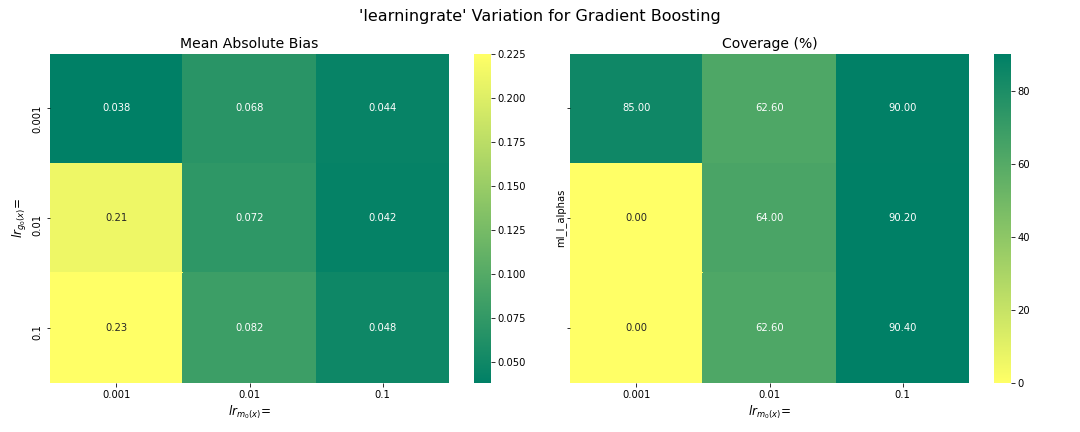 'learningrate' Variation for Gradient Boosting
Mean Absolute Bias
0.038 0.068 0.044
0.21 0.072 0.042
0.23 0.082 0.048
0.001
0.01
0.1
lr_{g_0(x)}=
0.001 0.01 0.1
lr_{m_0(x)}=
0.225
0.200
0.175
0.150
0.125
0.100
0.075
0.050
Coverage (%)
85.00 62.60 90.00
0.00 64.00 90.20
0.00 62.60 90.40
ml_l_alphas
0.001 0.01 0.1
lr_{m_0(x)}=
80
60
40
20
0